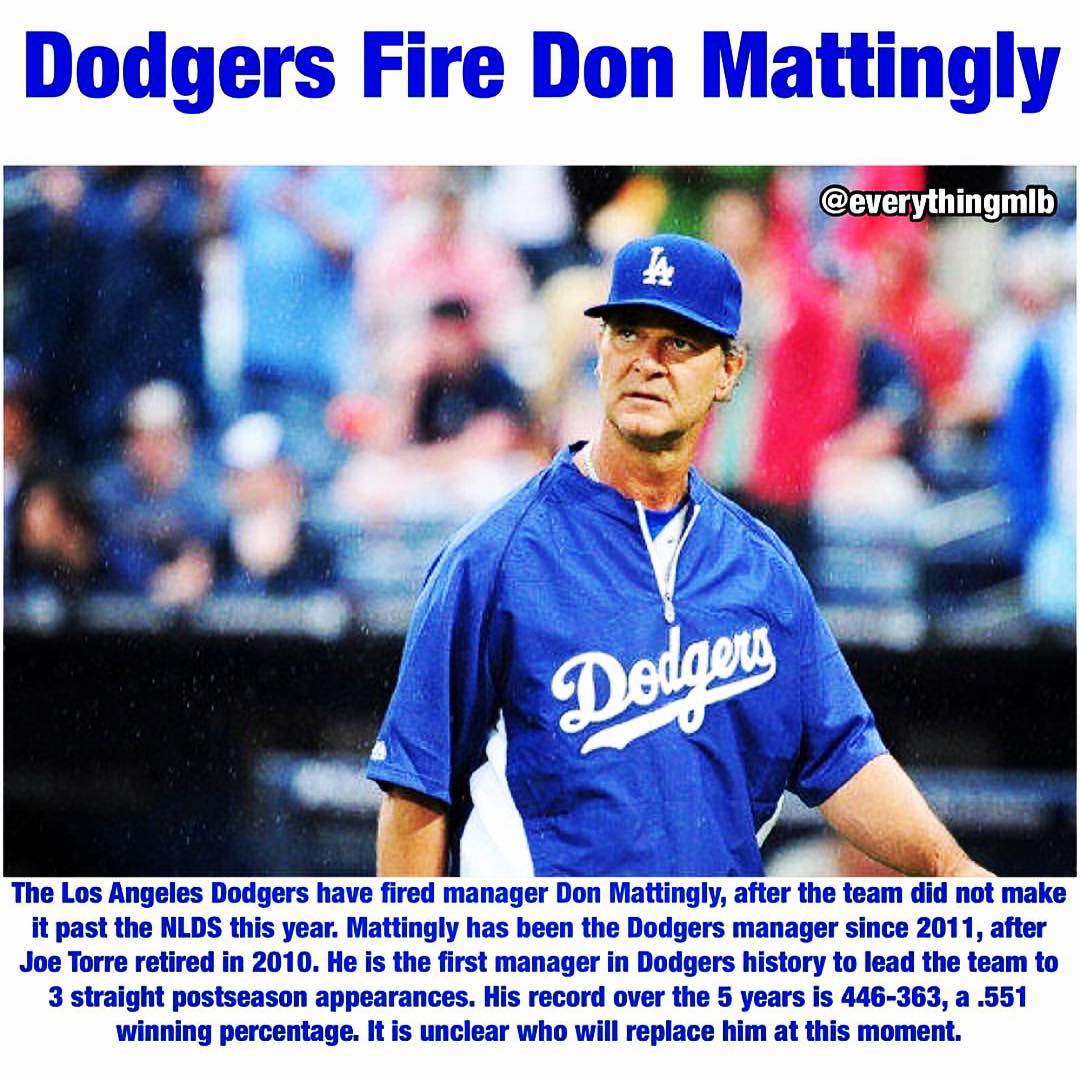 Dodgers Fire Don Mattingly
@everythingmlb
LA
Dodgers
The Los Angeles Dodgers have fired manager Don Mattingly, after the team did not make
it past the NLDS this year. Mattingly has been the Dodgers manager since 2011, after
Joe Torre retired in 2010. He is the first manager in Dodgers history to lead the team to
3 straight postseason appearances. His record over the 5 years is 446-363, a .551
winning percentage. It is unclear who will replace him at this moment.